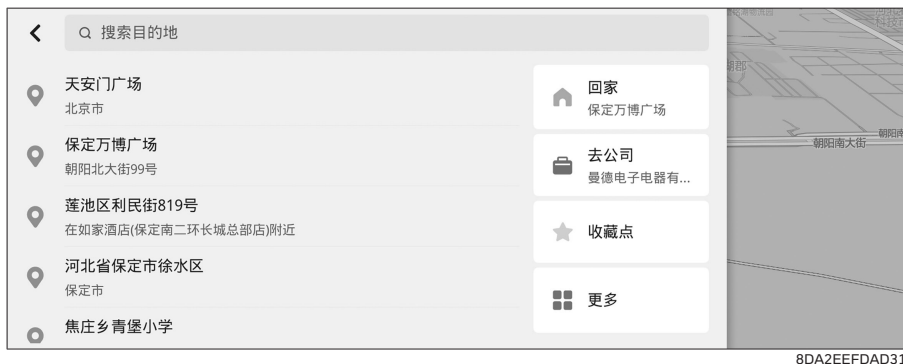 搜索目的地
天安门广场
北京市
保定万博广场
朝阳北大街99号
莲池区利民街819号
在如家酒店(保定南二环长城总部店)附近
河北省保定市徐水区
保定市
焦庄乡青堡小学
回家
保定万博广场
去公司
曼德电子电器有...
收藏点
更多
朝阳南大街
朝阳南
8DA2EEFDAD31